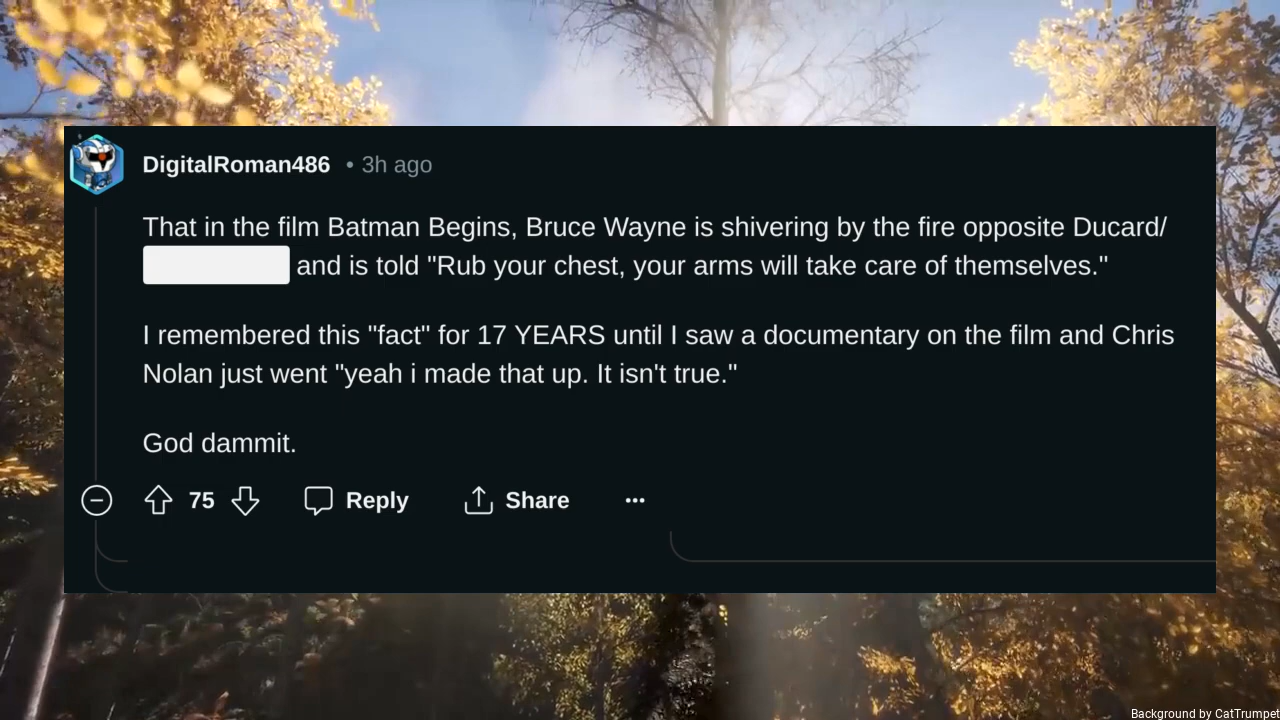 DigitalRoman486 • 3h ago
That in the film Batman Begins, Bruce Wayne is shivering by the fire opposite Ducard/
and is told "Rub your chest, your arms will take care of themselves."
I remembered this "fact" for 17 YEARS until I saw a documentary on the film and Chris
Nolan just went "yeah i made that up. It isn't true."
God dammit.
75 Reply Share
Background by CatTrumpet